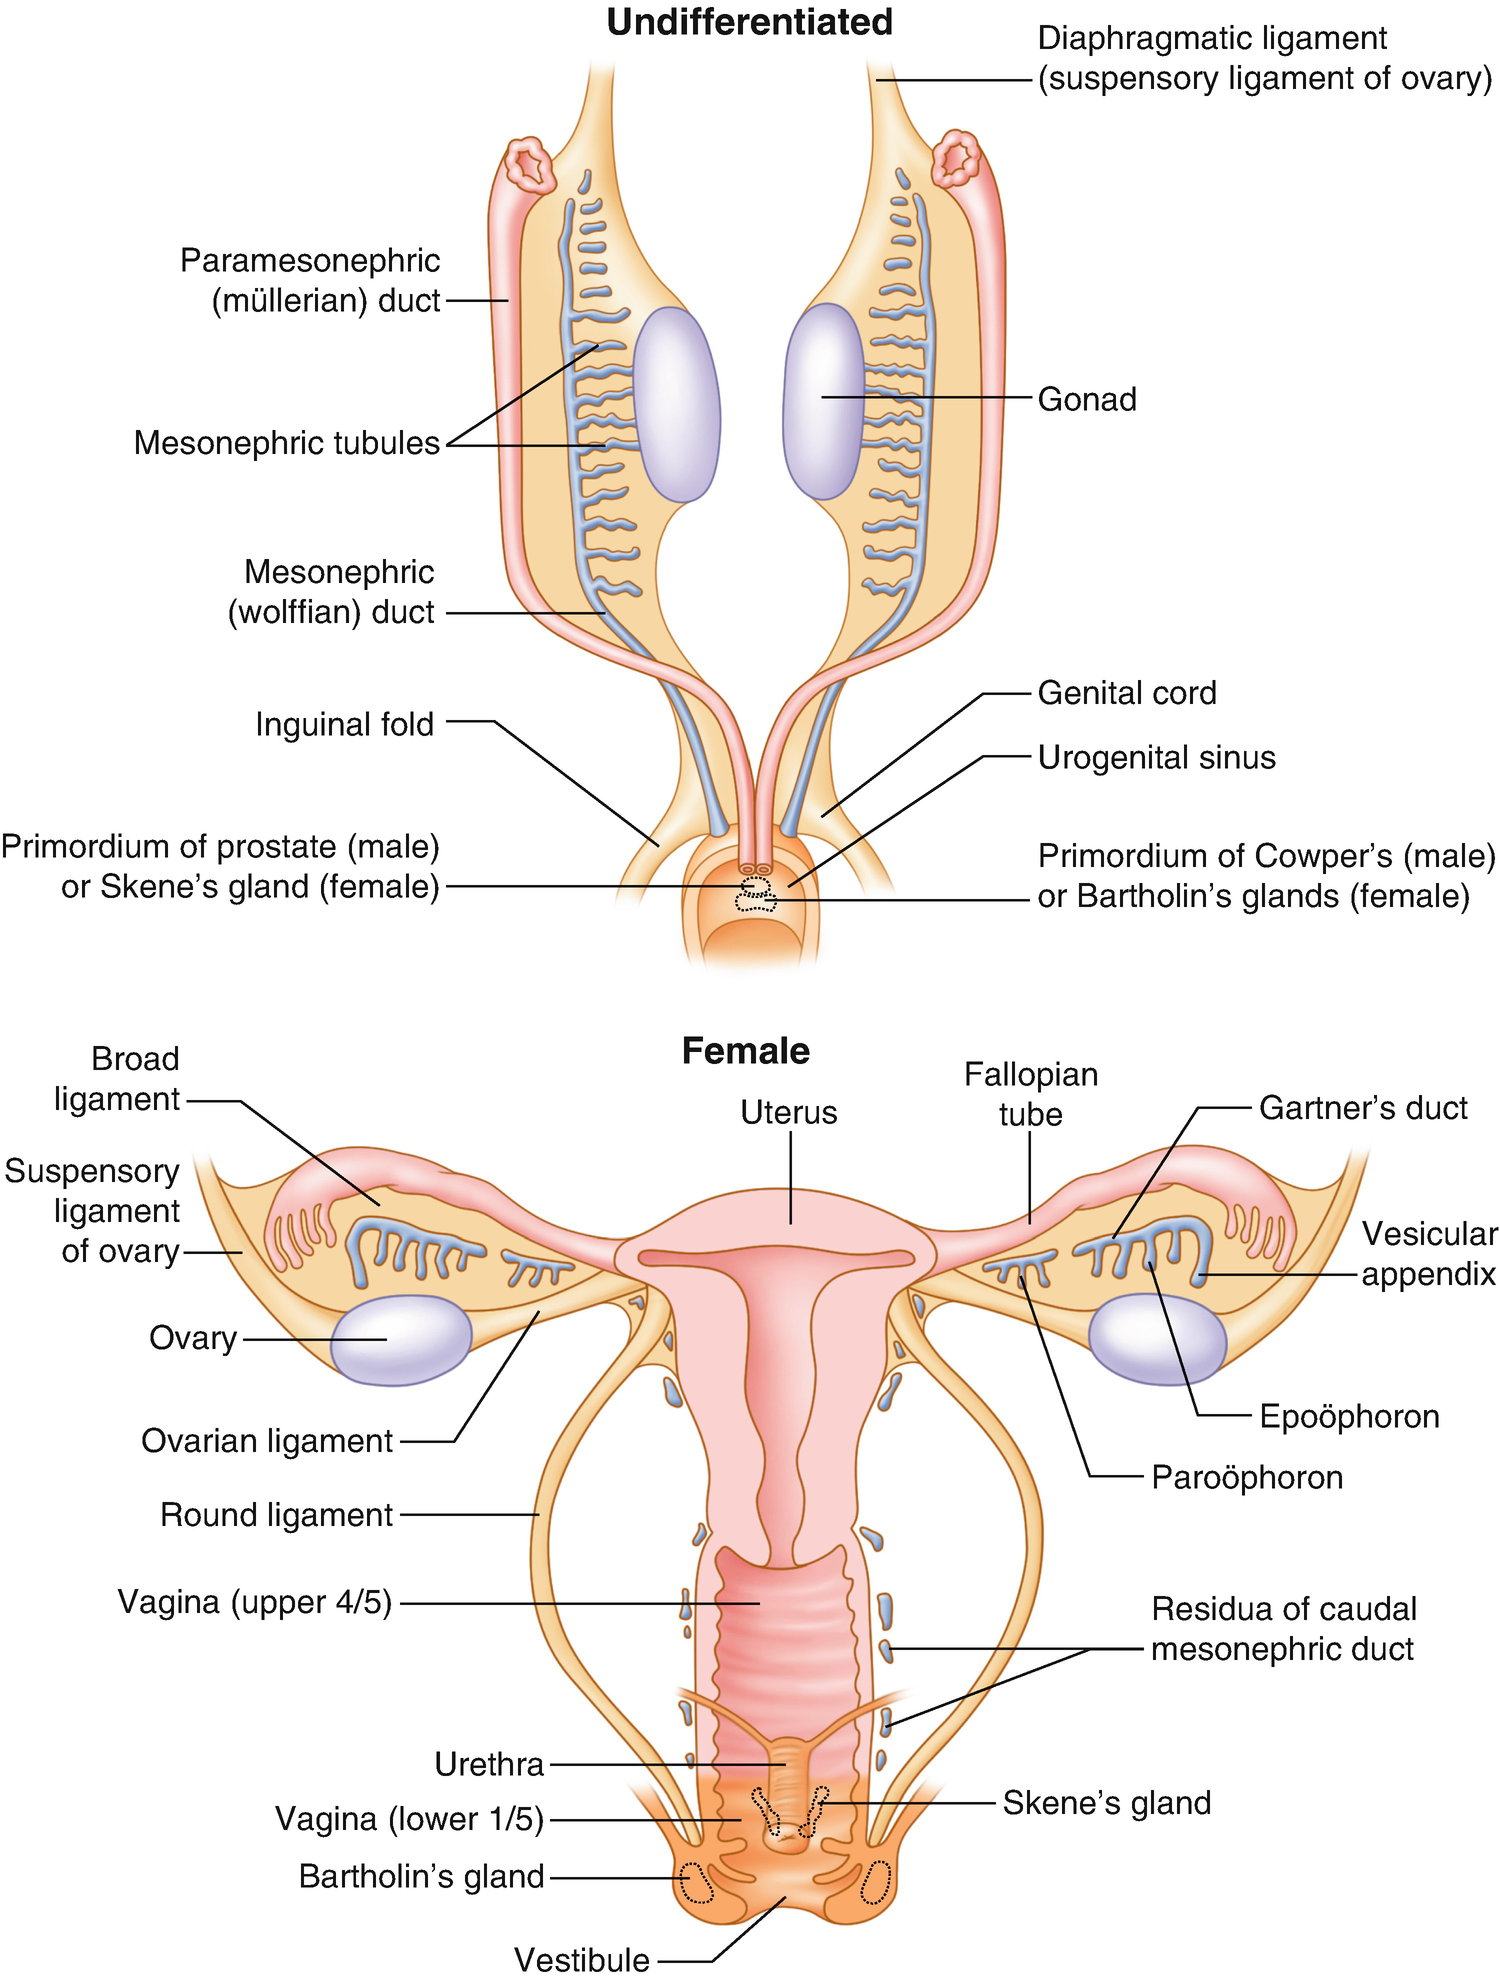 Undifferentiated
Diaphragmatic ligament
(suspensory ligament of ovary)
Paramesonephric
(müllerian) duct
Gonad
Mesonephric tubules
Mesonephric
(wolffian) duct
Genital cord
Inguinal fold
Urogenital sinus
Primordium of prostate (male)
or Skene's gland (female)
Primordium of Cowper's (male)
or Bartholin's glands (female)
Female
Broad
ligament
Uterus
Fallopian
tube
Gartner's duct
Suspensory
ligament
of ovary
Vesicular
appendix
Ovary
Epoöphoron
Ovarian ligament
Paroöphoron
Round ligament
Vagina (upper 4/5)
Residua of caudal
mesonephric duct
Urethra
Skene's gland
Vagina (lower 1/5)
Bartholin's gland
Vestibule